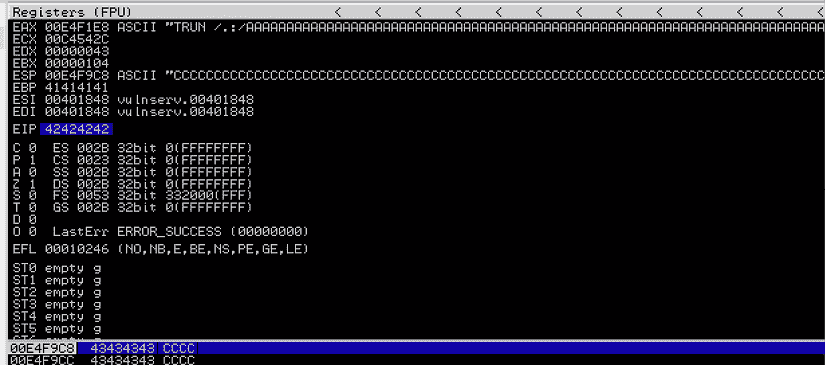 Registers (FPU) < < < < < < < < < < < < <
EAX 00E4F1E8 ASCII "TRUN /.:/AAAAAAAAAAAAAAAAAAAAAAAAAAAAAAAAAAAAAAAAAAAAAAAAAAAAAAAAAAAAAAAAAAAAAA
ECX 00C4542C
EDX 00000043
EBX 00000104
ESP 00E4F9C8 ASCII "CCCCCCCCCCCCCCCCCCCCCCCCCCCCCCCCCCCCCCCCCCCCCCCCCCCCCCCCCCCCCCCCCCCCCCCCCCCCCCC
EBP 41414141
ESI 00401848 vulnserv.00401848
EDI 00401848 vulnserv.00401848
EIP 42424242
C 0 ES 002B 32bit 0(FFFFFFFF)
P 1 CS 0023 32bit 0(FFFFFFFF)
A 0 SS 002B 32bit 0(FFFFFFFF)
Z 1 DS 002B 32bit 0(FFFFFFFF)
S 0 FS 0053 32bit 332000(FFF)
T 0 GS 002B 32bit 0(FFFFFFFF)
D 0
O 0 LastErr ERROR_SUCCESS (00000000)
EFL 00010246 (NO,NB,E,BE,NS,PE,GE,LE)
ST0 empty g
ST1 empty g
ST2 empty g
ST3 empty g
ST4 empty g
ST5 empty g
00E4F9C8 43434343 CCCC
00E4F9CC 43434343 CCCC